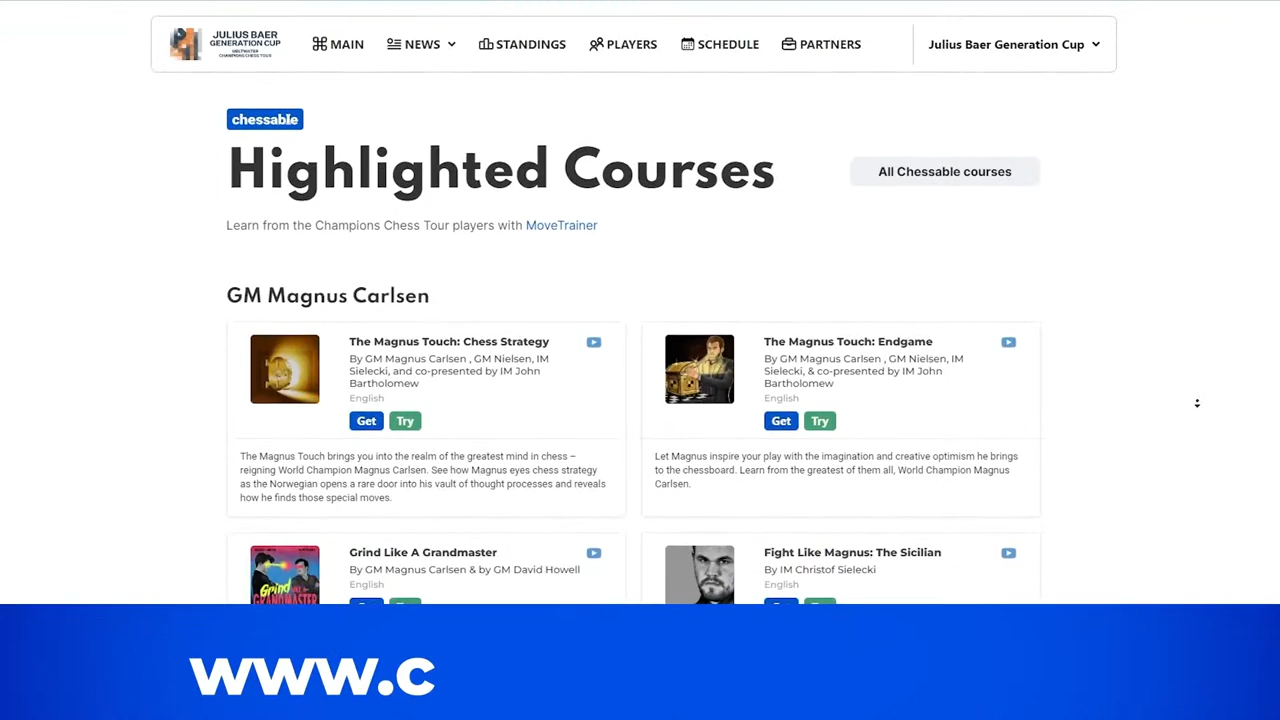 JULIUS BAER
GENERATION CUP
MELTWATER
CHAMPIONS CHESS TOUR
MAIN
NEWS
STANDINGS
PLAYERS
SCHEDULE
PARTNERS
Julius Baer Generation Cup
chessable
Highlighted Courses
All Chessable courses
Learn from the Champions Chess Tour players with MoveTrainer
GM Magnus Carlsen
The Magnus Touch: Chess Strategy
By GM Magnus Carlsen , GM Nielsen, IM
Sielecki, and co-presented by IM John
Bartholomew
English
Get
Try
The Magnus Touch brings you into the realm of the greatest mind in chess –
reigning World Champion Magnus Carlsen. See how Magnus eyes chess strategy
as the Norwegian opens a rare door into his vault of thought processes and reveals
how he finds those special moves.
The Magnus Touch: Endgame
By GM Magnus Carlsen , GM Nielsen, IM
Sielecki, & co-presented by IM John
Bartholomew
English
Get
Try
Let Magnus inspire your play with the imagination and creative optimism he brings
to the chessboard. Learn from the greatest of them all, World Champion Magnus
Carlsen.
Grind
GRANDMASTER
Grind Like A Grandmaster
By GM Magnus Carlsen & by GM David Howell
English
Fight Like Magnus: The Sicilian
By IM Christof Sielecki
English
www.c